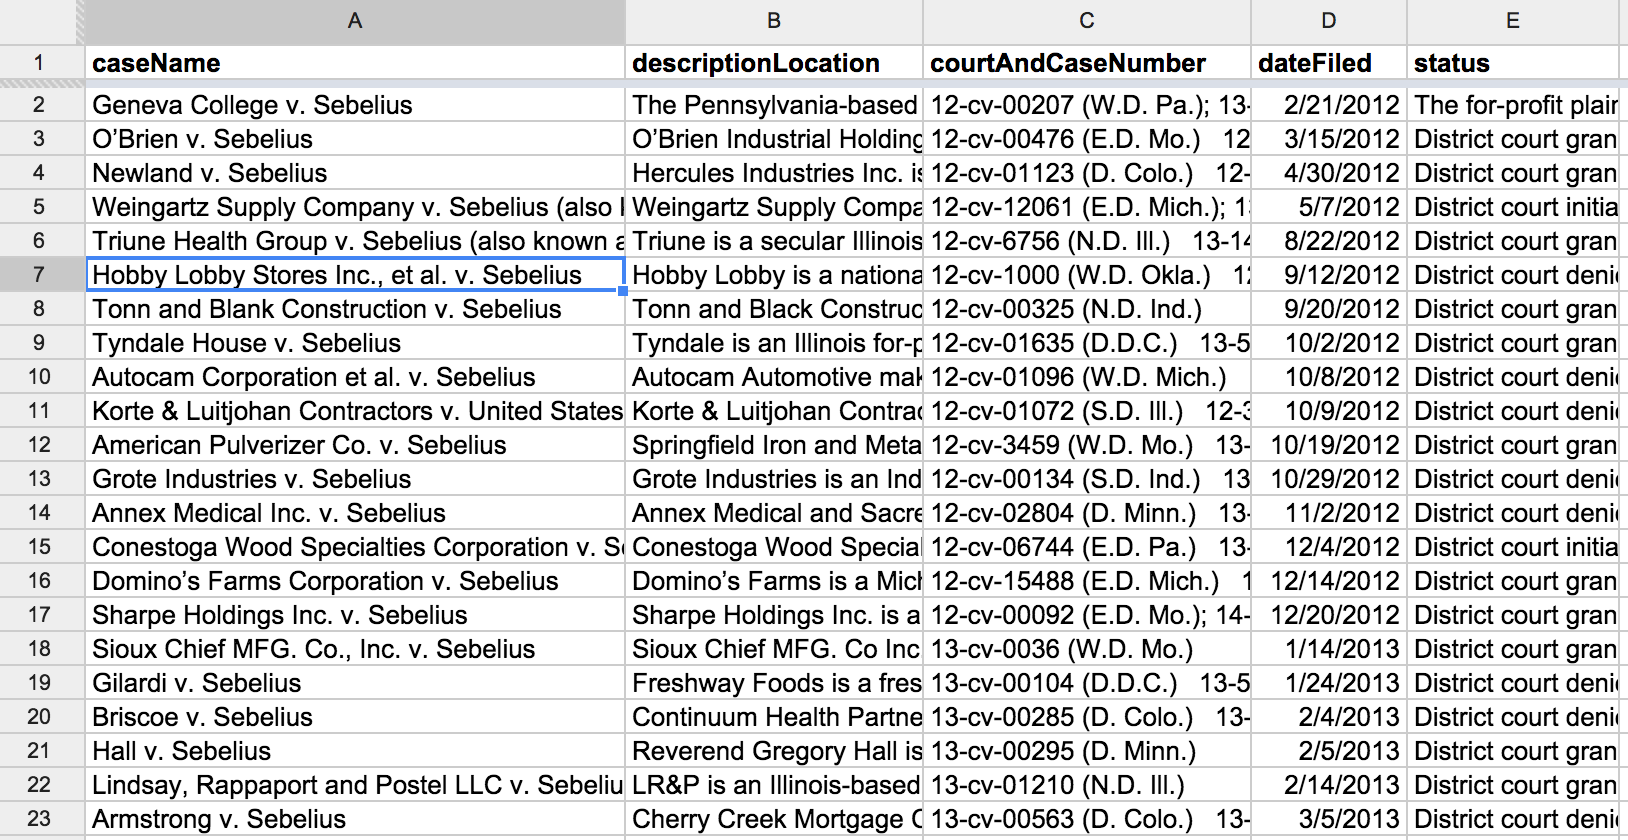 A B C D E
1 caseName descriptionLocation courtAndCaseNumber dateFiled status
2 Geneva College v. Sebelius The Pennsylvania-based 12-cv-00207 (W.D. Pa.); 13- 2/21/2012 The for-profit plain
3 O’Brien v. Sebelius O’Brien Industrial Holding 12-cv-00476 (E.D. Mo.) 12 3/15/2012 District court gran
4 Newland v. Sebelius Hercules Industries Inc. is 12-cv-01123 (D. Colo.) 12- 4/30/2012 District court gran
5 Weingartz Supply Company v. Sebelius (also Weingartz Supply Compa 12-cv-12061 (E.D. Mich.); 1 5/7/2012 District court initia
6 Triune Health Group v. Sebelius (also known a Triune is a secular Illinois 12-cv-6756 (N.D. Ill.) 13-14 8/22/2012 District court gran
7 Hobby Lobby Stores Inc., et al. v. Sebelius Hobby Lobby is a nationa 12-cv-1000 (W.D. Okla.) 12 9/12/2012 District court deni
8 Tonn and Blank Construction v. Sebelius Tonn and Black Construc 12-cv-00325 (N.D. Ind.) 9/20/2012 District court gran
9 Tyndale House v. Sebelius Tyndale is an Illinois for-p 12-cv-01635 (D.D.C.) 13-5 10/2/2012 District court gran
10 Autocam Corporation et al. v. Sebelius Autocam Automotive mak 12-cv-01096 (W.D. Mich.) 10/8/2012 District court deni
11 Korte & Luitjohan Contractors v. United States Korte & Luitjohan Contrac 12-cv-01072 (S.D. Ill.) 12-3 10/9/2012 District court deni
12 American Pulverizer Co. v. Sebelius Springfield Iron and Meta 12-cv-3459 (W.D. Mo.) 13- 10/19/2012 District court gran
13 Grote Industries v. Sebelius Grote Industries is an Ind 12-cv-00134 (S.D. Ind.) 13 10/29/2012 District court deni
14 Annex Medical Inc. v. Sebelius Annex Medical and Sacre 12-cv-02804 (D. Minn.) 13- 11/2/2012 District court deni
15 Conestoga Wood Specialties Corporation v. Se Conestoga Wood Special 12-cv-06744 (E.D. Pa.) 13- 12/4/2012 District court initia
16 Domino’s Farms Corporation v. Sebelius Domino’s Farms is a Mich 12-cv-15488 (E.D. Mich.) 1 12/14/2012 District court gran
17 Sharpe Holdings Inc. v. Sebelius Sharpe Holdings Inc. is a 12-cv-00092 (E.D. Mo.); 14- 12/20/2012 District court gran
18 Sioux Chief MFG. Co., Inc. v. Sebelius Sioux Chief MFG. Co Inc 13-cv-0036 (W.D. Mo.) 1/14/2013 District court gran
19 Gilardi v. Sebelius Freshway Foods is a fres 13-cv-00104 (D.D.C.) 13-5 1/24/2013 District court deni
20 Briscoe v. Sebelius Continuum Health Partne 13-cv-00285 (D. Colo.) 13- 2/4/2013 District court deni
21 Hall v. Sebelius Reverend Gregory Hall is 13-cv-00295 (D. Minn.) 2/5/2013 District court gran
22 Lindsay, Rappaport and Postel LLC v. Sebeliu LR&P is an Illinois-based 13-cv-01210 (N.D. Ill.) 2/14/2013 District court gran
23 Armstrong v. Sebelius Cherry Creek Mortgage C 13-cv-00563 (D. Colo.) 13- 3/5/2013 District court deni